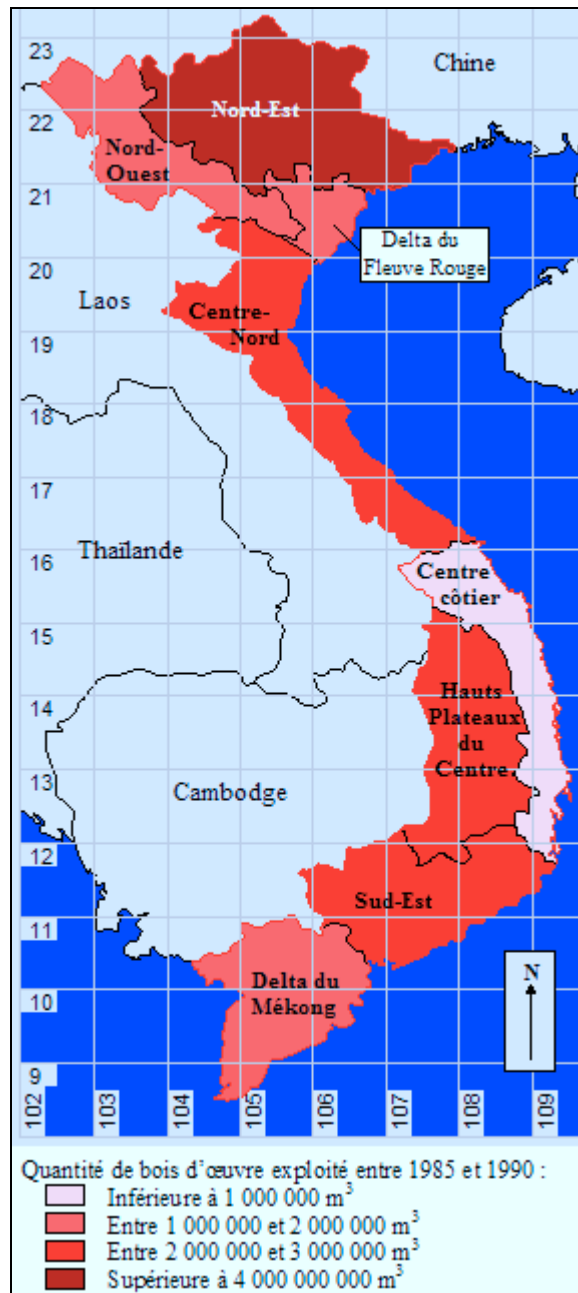 23
Chine
22
Nord-Est
Nord-
Ouest
21
Delta du
Fleuve Rouge
20
Laos
Centre-
Nord
19
18
17
16
Thaïlande
Centre
côtier
15
14
Hauts
Plateaux
du
Centre
13
Cambodge
12
Sud-Est
11
N
10
Delta du
Mékong
9
102
103
104
105
106
107
108
109
Quantité de bois d'œuvre exploité entre 1985 et 1990 :
Inférieure à 1 000 000 m³
Entre 1 000 000 et 2 000 000 m³
Entre 2 000 000 et 3 000 000 m³
Supérieure à 4 000 000 000 m³